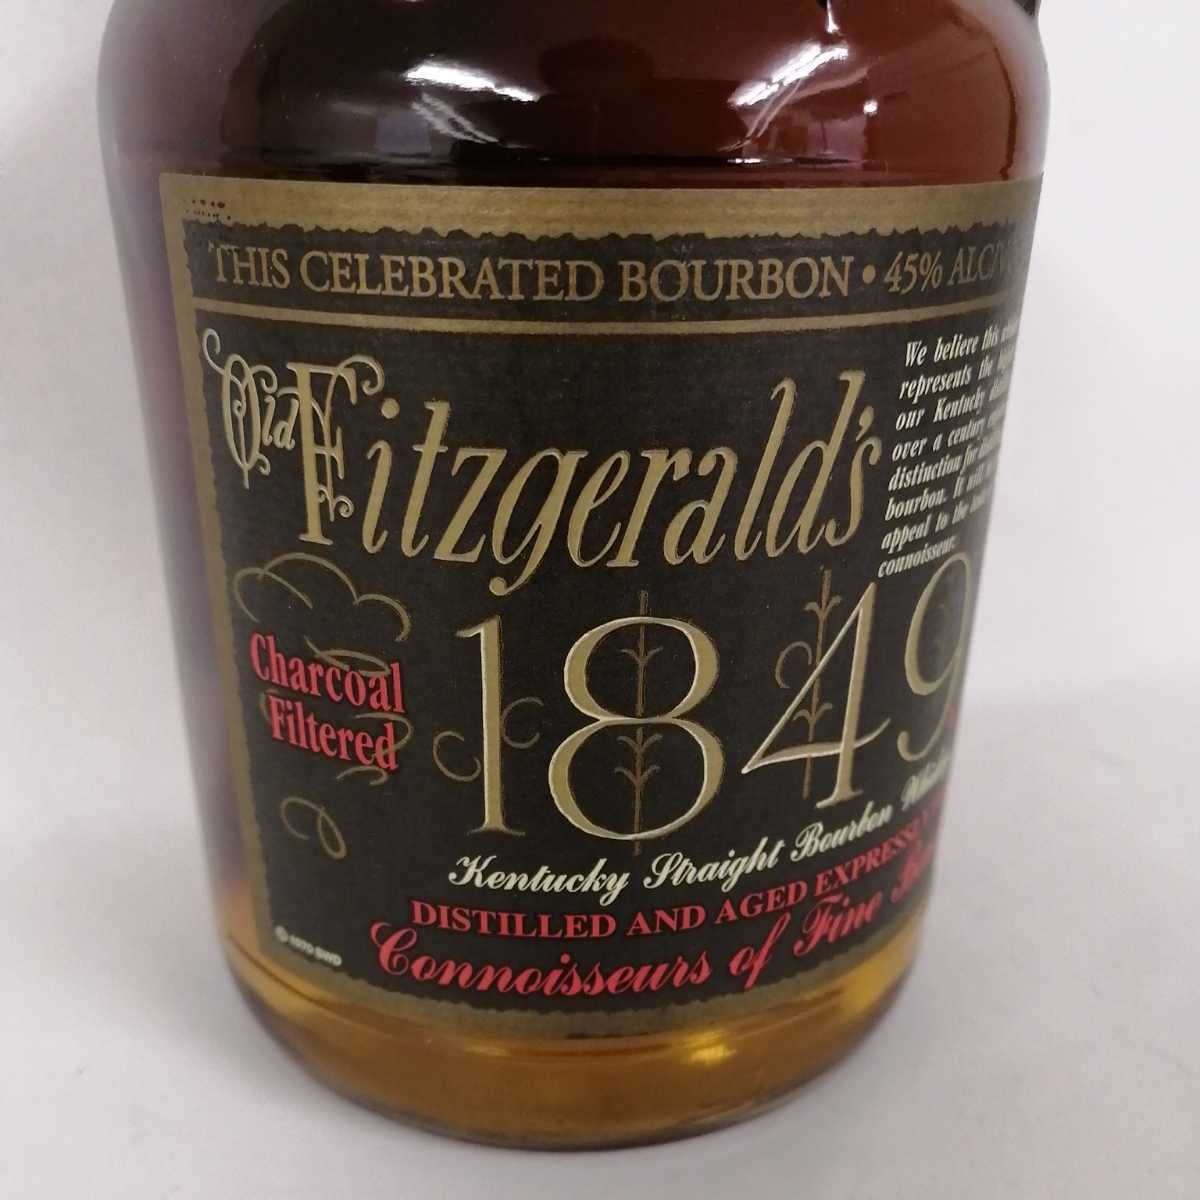 THIS CELEBRATED BOURBON • 45% ALC/V
Old Fitzgerald's
We believe this
represents the
our Kentucky
over a century
distinction for
bourbon. It will
appeal to the
connoisseur.
1849
Charcoal
Filtered
Kentucky Straight Bourbon Whiskey
DISTILLED AND AGED EXPRESSLY
Connoisseurs of Fine
© 1970 SWD